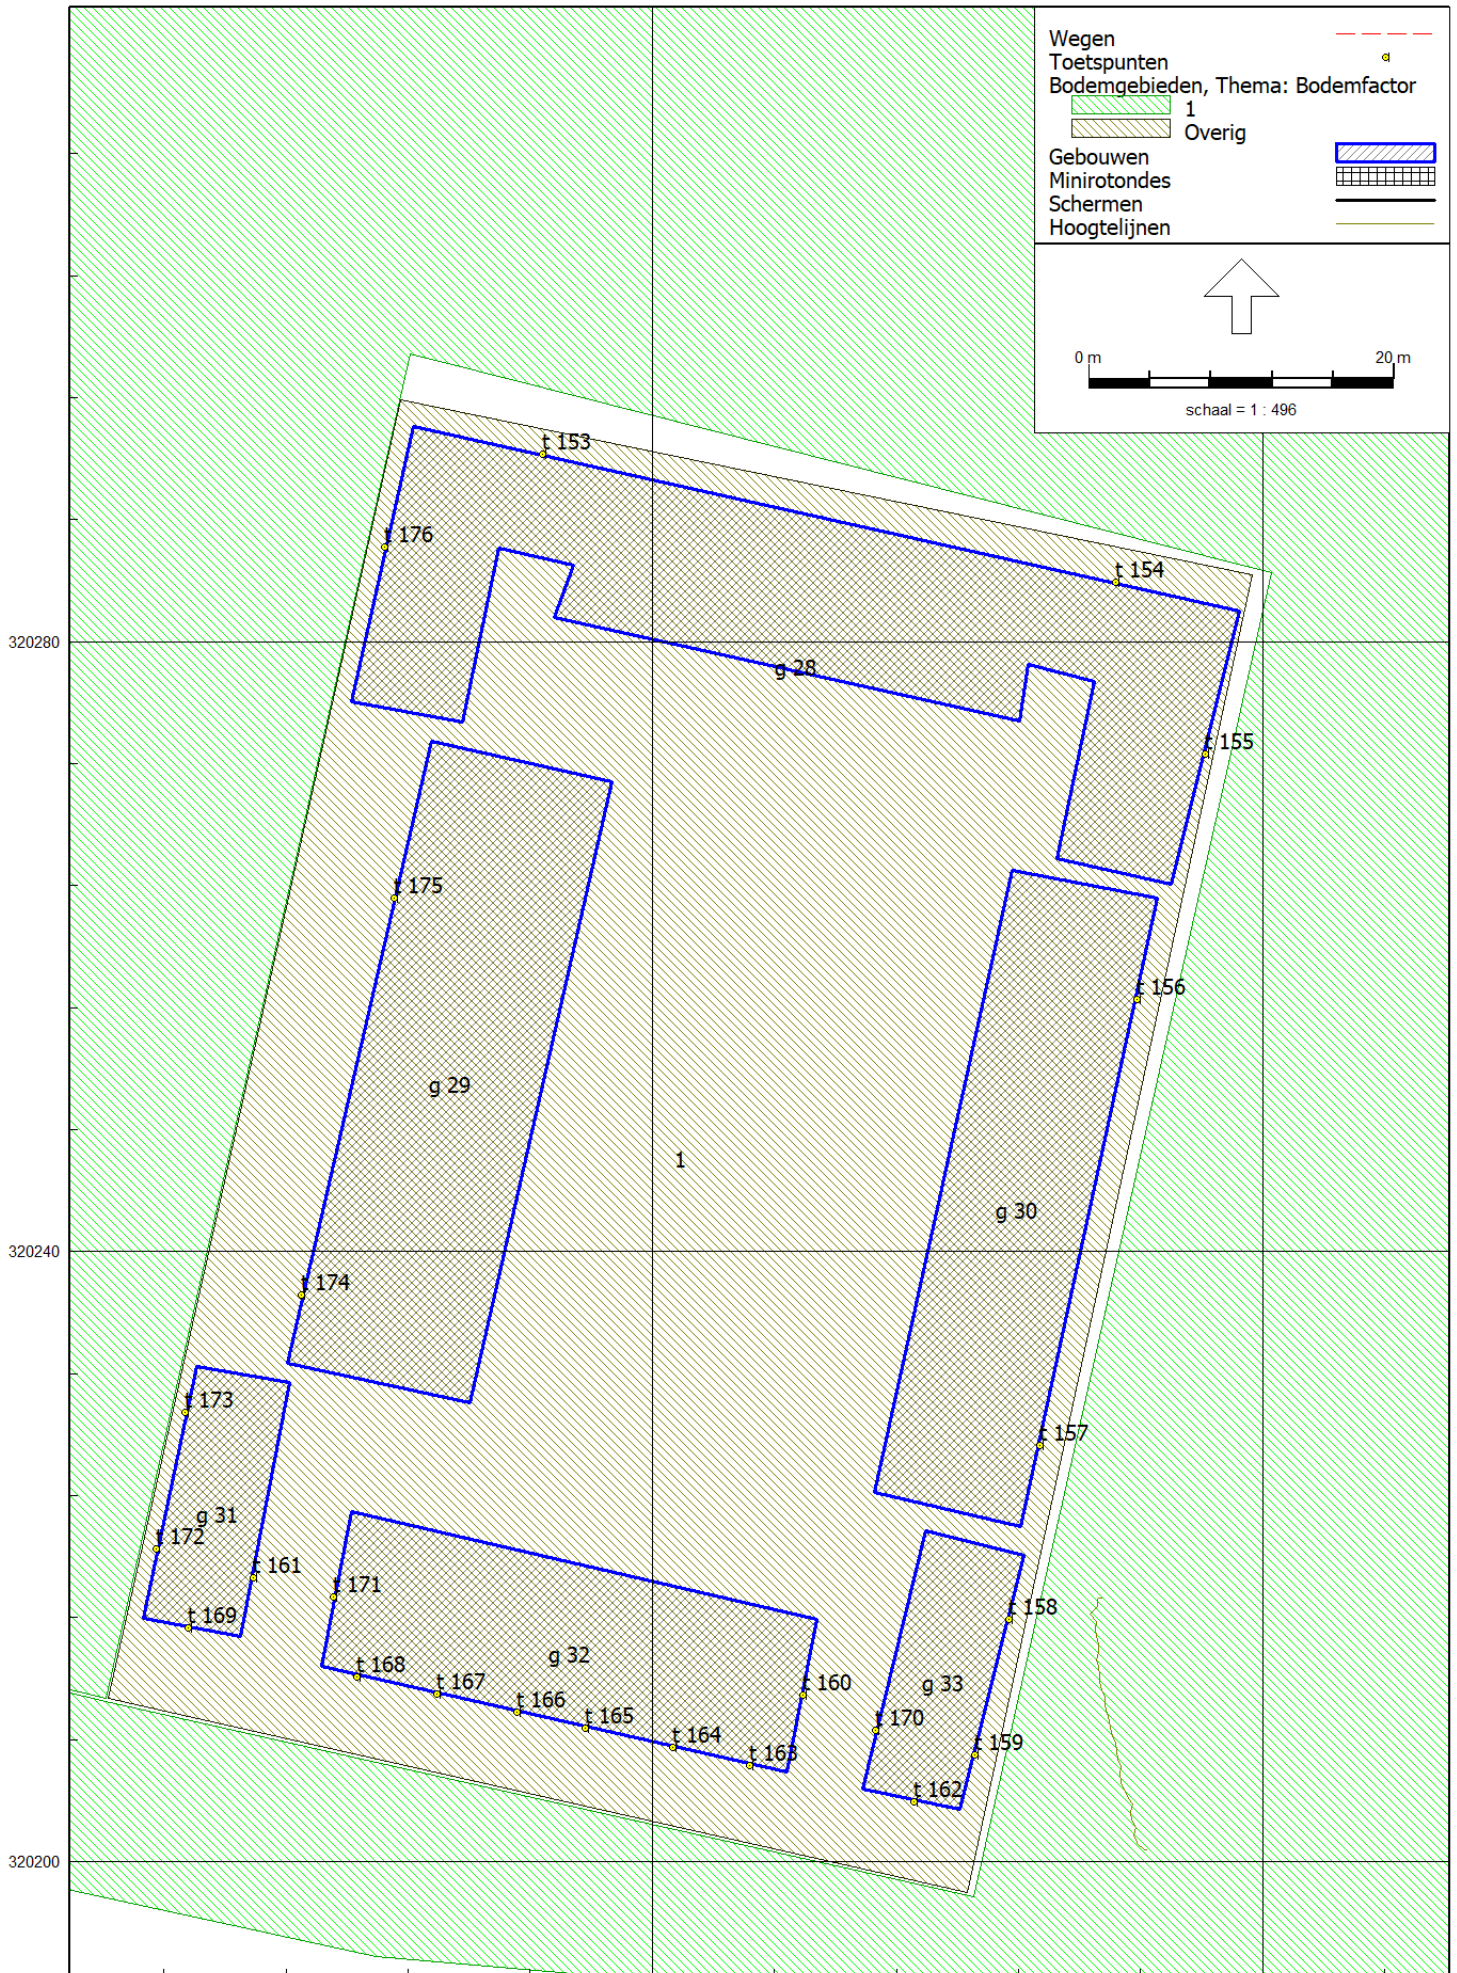 Wegen
Toetspunten
Bodemgebieden, Thema: Bodemfactor
1
Overig
Gebouwen
Minirotondes
Schermen
Hoogtelijnen
0 m 20 m
schaal = 1 : 496
t 153
t 176
t 154
320280
g 28
t 155
t 175
t 156
g 29
1
g 30
320240
t 174
t 173
t 157
g 31
t 172
t 161
t 171
t 158
t 169
g 32
t 168
t 167
g 33
t 160
t 166
t 165
t 170
t 164
t 159
t 163
t 162
320200